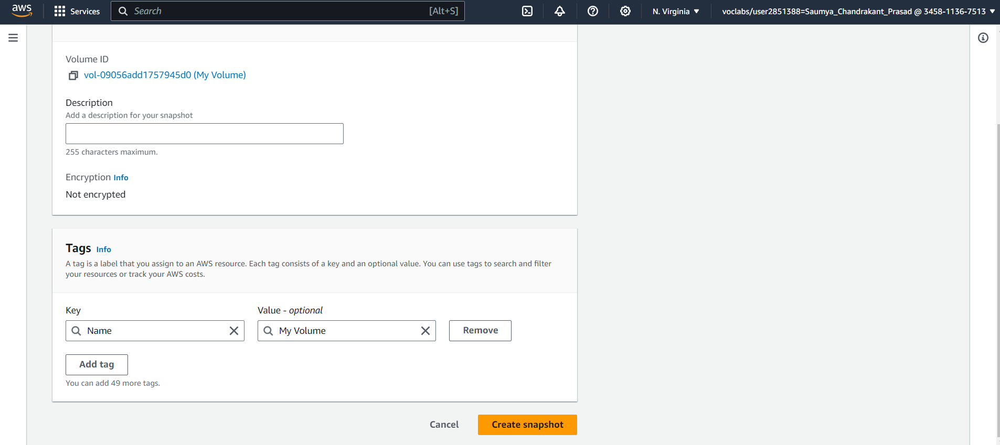 aws
Services
Search
[Alt+S]
N. Virginia
voclabs/user2851388=Saumya_Chandrakant_Prasad @ 3458-1136-7513
Volume ID
vol-09056add1757945d0 (My Volume)
Description
Add a description for your snapshot
255 characters maximum.
Encryption Info
Not encrypted
Tags Info
A tag is a label that you assign to an AWS resource. Each tag consists of a key and an optional value. You can use tags to search and filter
your resources or track your AWS costs.
Key
Value - optional
Name
My Volume
Remove
Add tag
You can add 49 more tags.
Cancel
Create snapshot